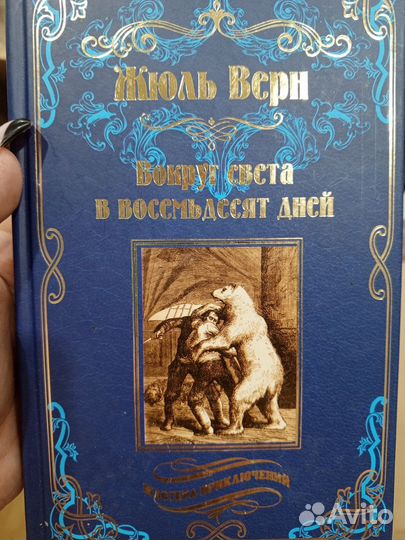 Жюль Верн
Вокруг света
в восемьдесят дней
Мастера приключений
Avito